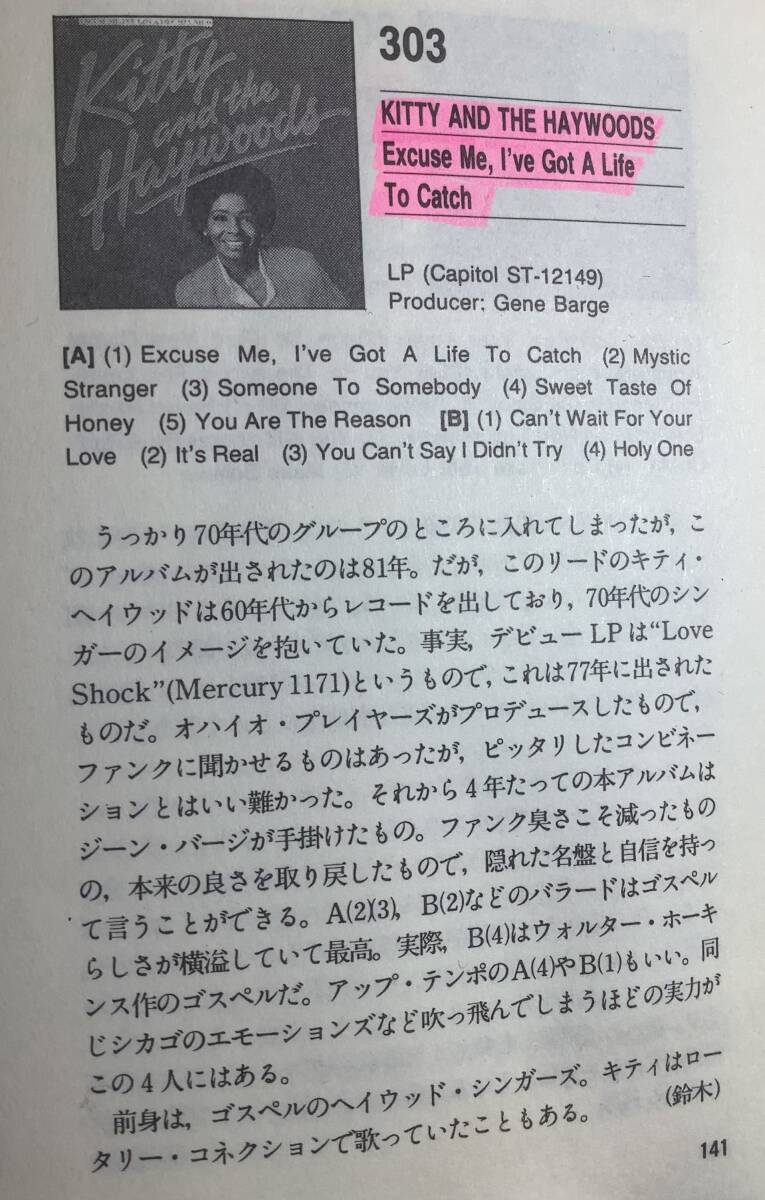 Kitty
and the
Haywoods
303
KITTY AND THE HAYWOODS
Excuse Me, I've Got A Life
To Catch
LP (Capitol ST-12149)
Producer: Gene Barge
[A] (1) Excuse Me, I've Got A Life To Catch (2) Mystic
Stranger (3) Someone To Somebody (4) Sweet Taste Of
Honey (5) You Are The Reason [B] (1) Can't Wait For Your
Love (2) It's Real (3) You Can't Say I Didn't Try (4) Holy One
うっかり70年代のグループのところに入れてしまったが, こ
のアルバムが出されたのは81年。だが, このリードのキティ・
ヘイウッドは60年代からレコードを出しており, 70年代のシン
ガーのイメージを抱いていた。事実, デビューLPは“Love
Shock”(Mercury 1171)というもので, これは77年に出された
ものだ。オハイオ・プレイヤーズがプロデュースしたもので,
ファンクに聞かせるものはあったが, ピッタリしたコンビネー
ションとはいい難かった。それから4年たっての本アルバムは
ジーン・バージが手掛けたもの。ファンク臭さこそ減ったもの
の, 本来の良さを取り戻したもので, 隠れた名盤と自信を持っ
て言うことができる。A(2)(3), B(2)などのバラードはゴスペル
らしさが横溢していて最高。実際, B(4)はウォルター・ホーキ
ンス作のゴスペルだ。アップ・テンポのA(4)やB(1)もいい。同
じシカゴのエモーションズなど吹っ飛んでしまうほどの実力が
この4人にはある。
前身は, ゴスペルのヘイウッド・シンガーズ。キティはロー
タリー・コネクションで歌っていたこともある。 (鈴木)
141